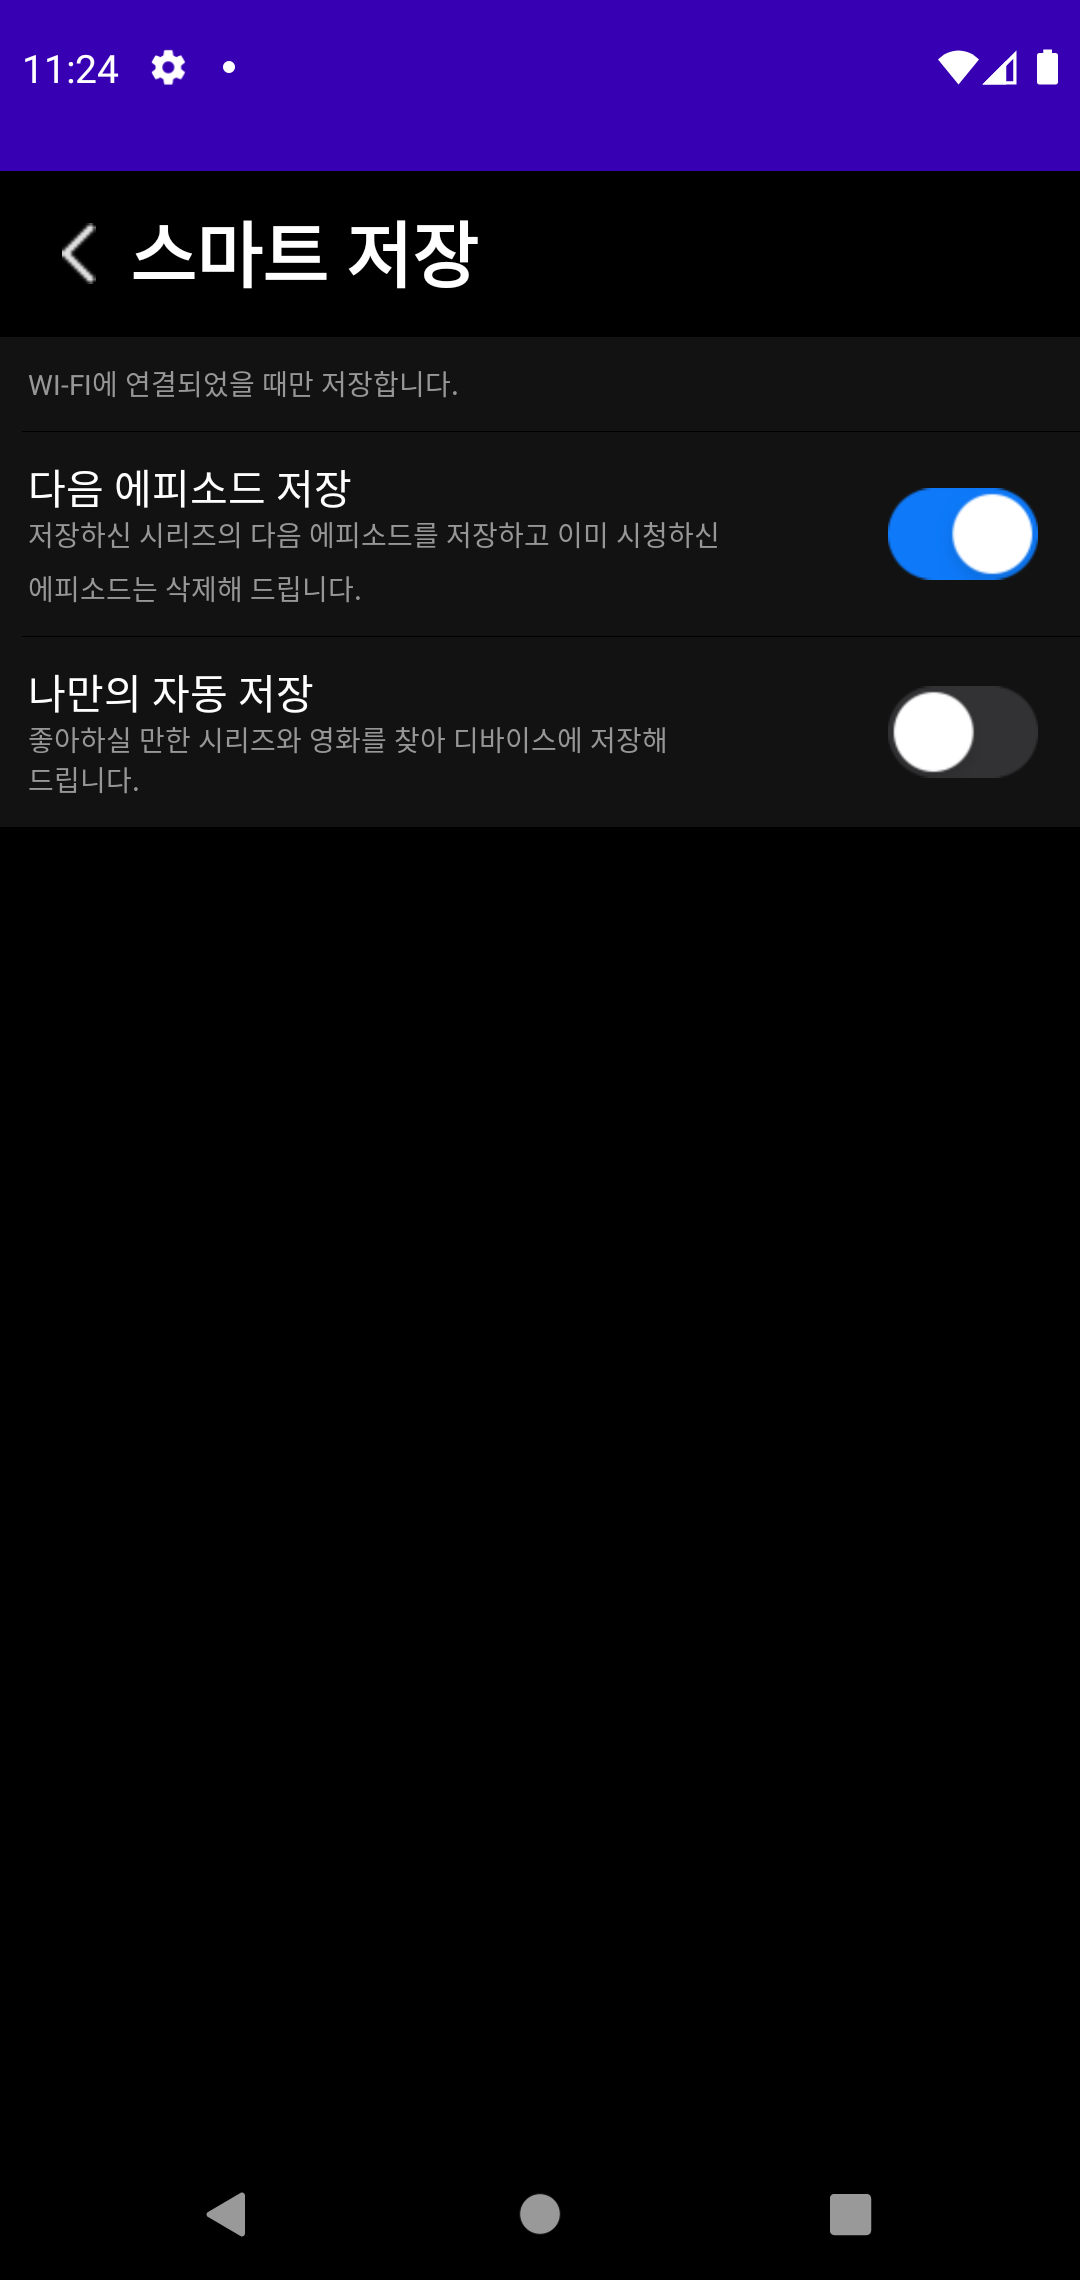 11:24
스마트 저장
WI-FI에 연결되었을 때만 저장합니다.
다음 에피소드 저장
저장하신 시리즈의 다음 에피소드를 저장하고 이미 시청하신
에피소드는 삭제해 드립니다.
나만의 자동 저장
좋아하실 만한 시리즈와 영화를 찾아 디바이스에 저장해
드립니다.